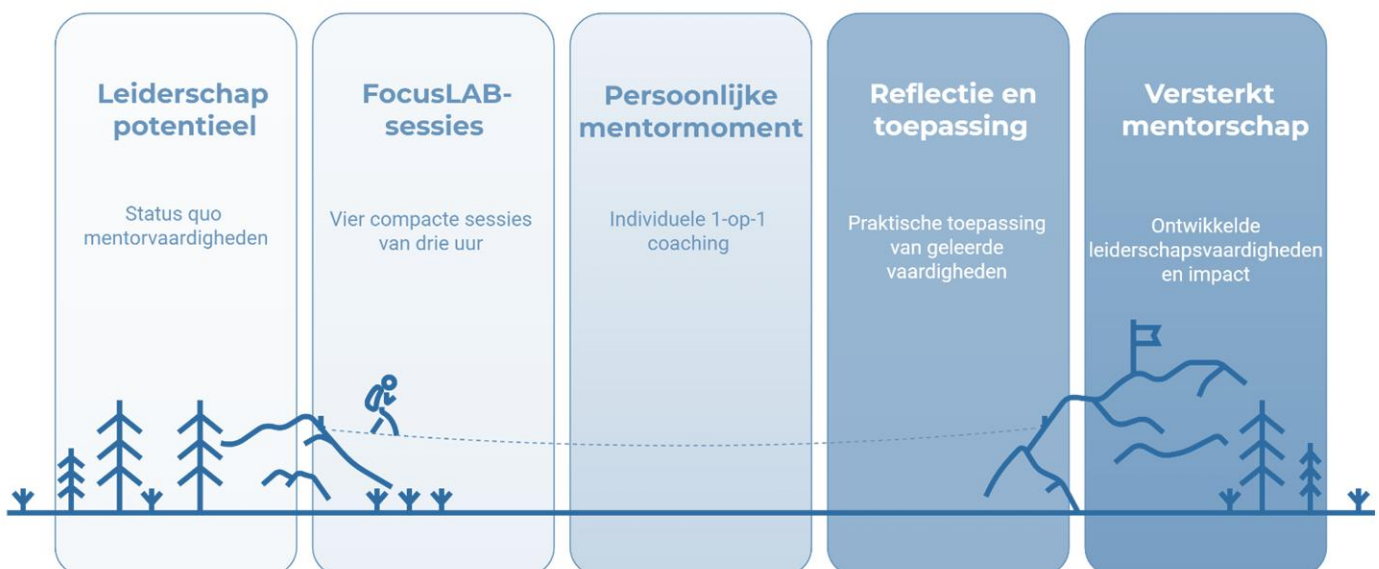 Leiderschap
potentieel
Status quo
mentorvaardigheden
FocusLAB-
sessies
Vier compacte sessies
van drie uur
Persoonlijke
mentormoment
Individuele 1-op-1
coaching
Reflectie en
toepassing
Praktische toepassing
van geleerde
vaardigheden
Versterkt
mentorschap
Ontwikkelde
leiderschapsvaardigheden
en impact